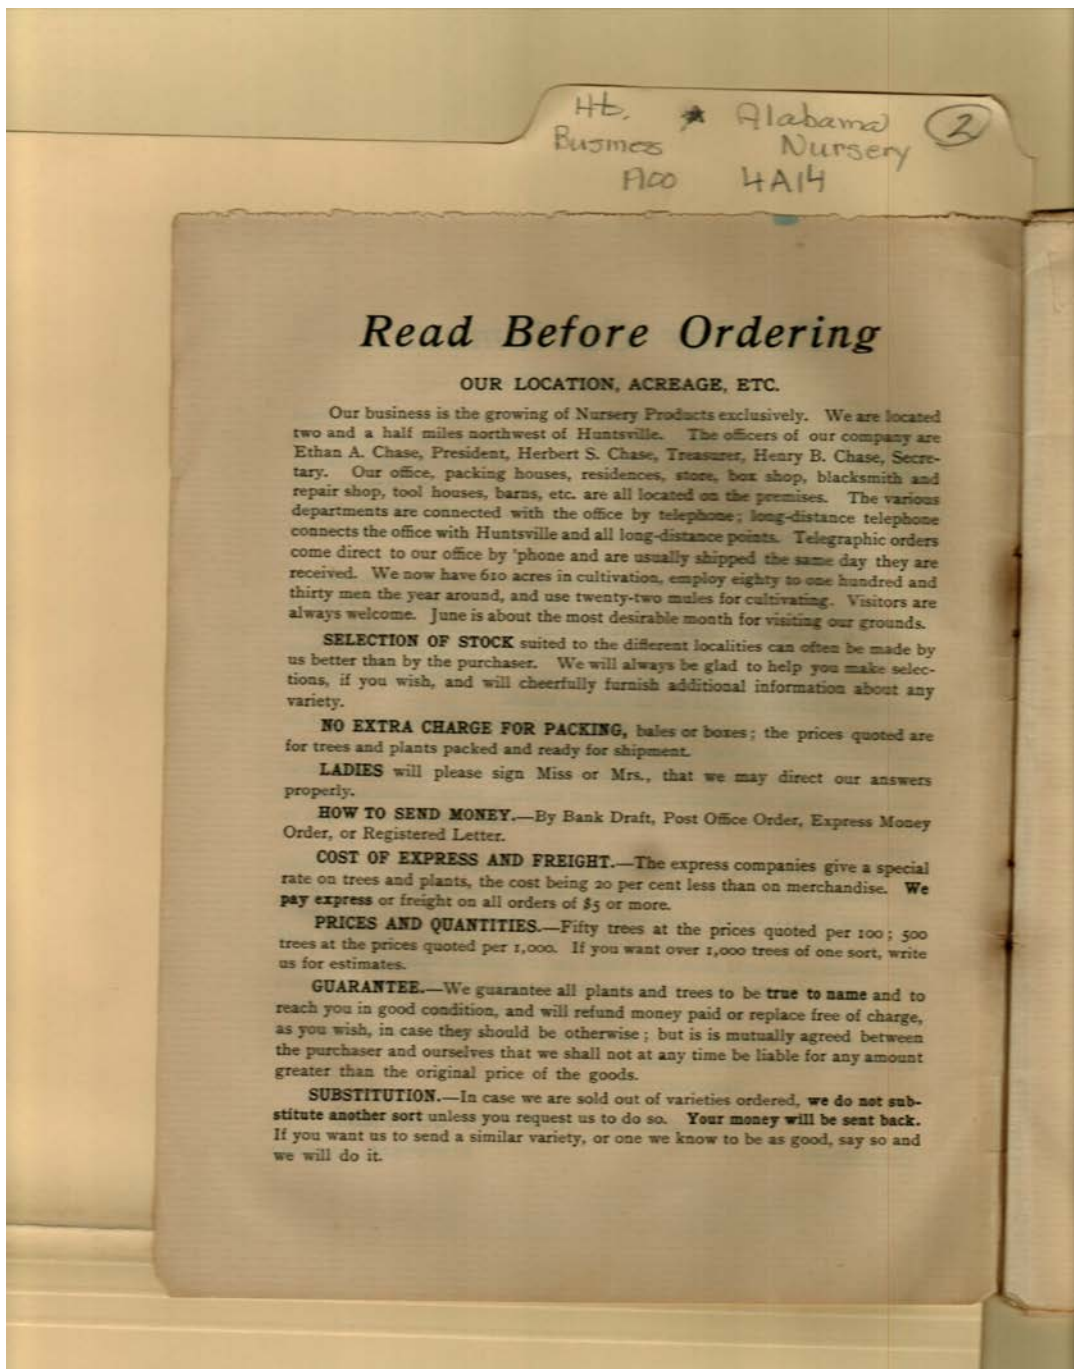 Ht. * Alabama 2
Business Nursery
A00 4A14
Read Before Ordering
OUR LOCATION, ACREAGE, ETC.
Our business is the growing of Nursery Products exclusively. We are located
two and a half miles northwest of Huntsville. The officers of our company are
Ethan A. Chase, President, Herbert S. Chase, Treasurer, Henry B. Chase, Secre-
tary. Our office, packing houses, residences, store, box shop, blacksmith and
repair shop, tool houses, barns, etc. are all located on the premises. The various
departments are connected with the office by telephone; long-distance telephone
connects the office with Huntsville and all long-distance points. Telegraphic orders
come direct to our office by 'phone and are usually shipped the same day they are
received. We now have 610 acres in cultivation, employ eighty to one hundred and
thirty men the year around, and use twenty-two mules for cultivating. Visitors are
always welcome. June is about the most desirable month for visiting our grounds.
SELECTION OF STOCK suited to the different localities can often be made by
us better than by the purchaser. We will always be glad to help you make selec-
tions, if you wish, and will cheerfully furnish additional information about any
variety.
NO EXTRA CHARGE FOR PACKING, bales or boxes; the prices quoted are
for trees and plants packed and ready for shipment.
LADIES will please sign Miss or Mrs., that we may direct our answers
properly.
HOW TO SEND MONEY.—By Bank Draft, Post Office Order, Express Money
Order, or Registered Letter.
COST OF EXPRESS AND FREIGHT.—The express companies give a special
rate on trees and plants, the cost being 20 per cent less than on merchandise. We
pay express or freight on all orders of $5 or more.
PRICES AND QUANTITIES.—Fifty trees at the prices quoted per 100; 500
trees at the prices quoted per 1,000. If you want over 1,000 trees of one sort, write
us for estimates.
GUARANTEE.—We guarantee all plants and trees to be true to name and to
reach you in good condition, and will refund money paid or replace free of charge,
as you wish, in case they should be otherwise; but is is mutually agreed between
the purchaser and ourselves that we shall not at any time be liable for any amount
greater than the original price of the goods.
SUBSTITUTION.—In case we are sold out of varieties ordered, we do not sub-
stitute another sort unless you request us to do so. Your money will be sent back.
If you want us to send a similar variety, or one we know to be as good, say so and
we will do it.